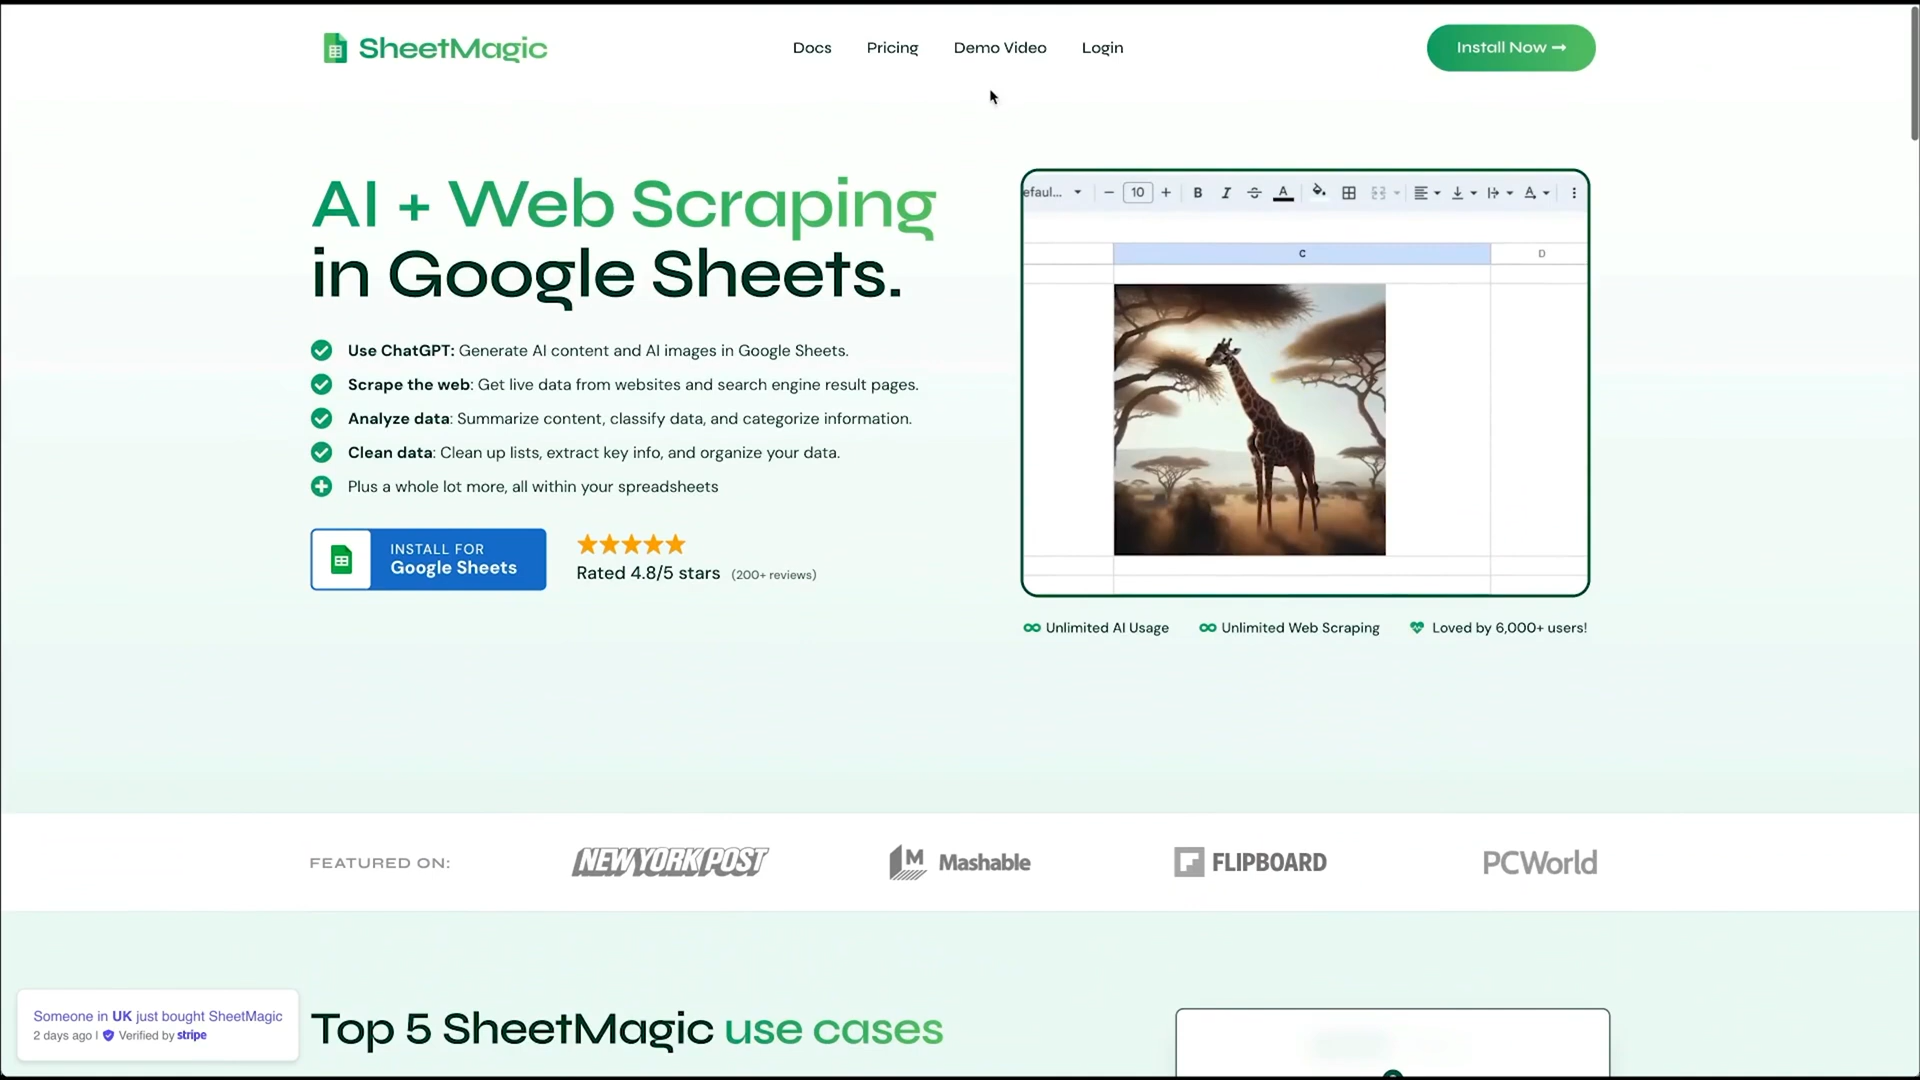 SheetMagic
Docs Pricing Demo Video Login
Install Now →
AI + Web Scraping
in Google Sheets.
Use ChatGPT: Generate AI content and AI images in Google Sheets.
Scrape the web: Get live data from websites and search engine result pages.
Analyze data: Summarize content, classify data, and categorize information.
Clean data: Clean up lists, extract key info, and organize your data.
Plus a whole lot more, all within your spreadsheets
INSTALL FOR
Google Sheets
Rated 4.8/5 stars (200+ reviews)
efaul... 10 B I A A
C D
Unlimited AI Usage Unlimited Web Scraping Loved by 6,000+ users!
FEATURED ON: NEW YORK POST M Mashable FLIPBOARD PCWorld
Top 5 SheetMagic use cases
Someone in UK just bought SheetMagic
2 days ago | Verified by stripe